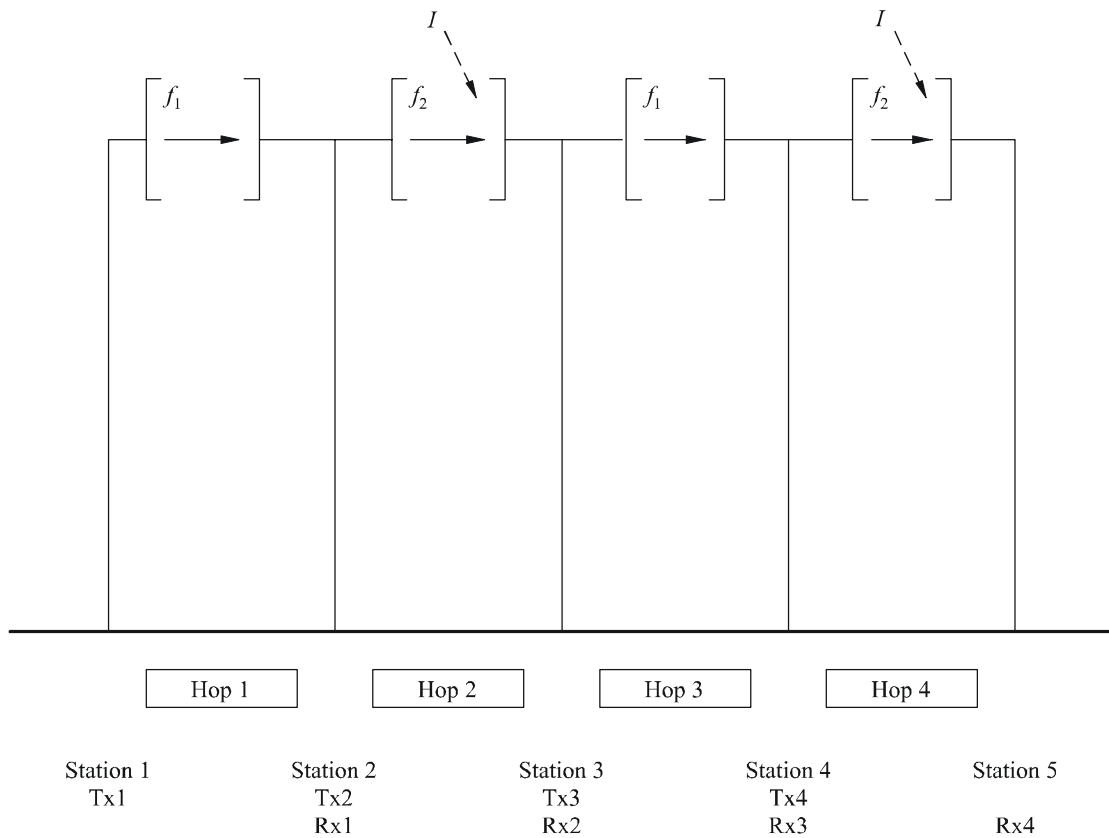 I
I
f1
f2
f1
f2
Hop 1
Hop 2
Hop 3
Hop 4
Station 1
Tx1
Station 2
Tx2
Rx1
Station 3
Tx3
Rx2
Station 4
Tx4
Rx3
Station 5
Rx4